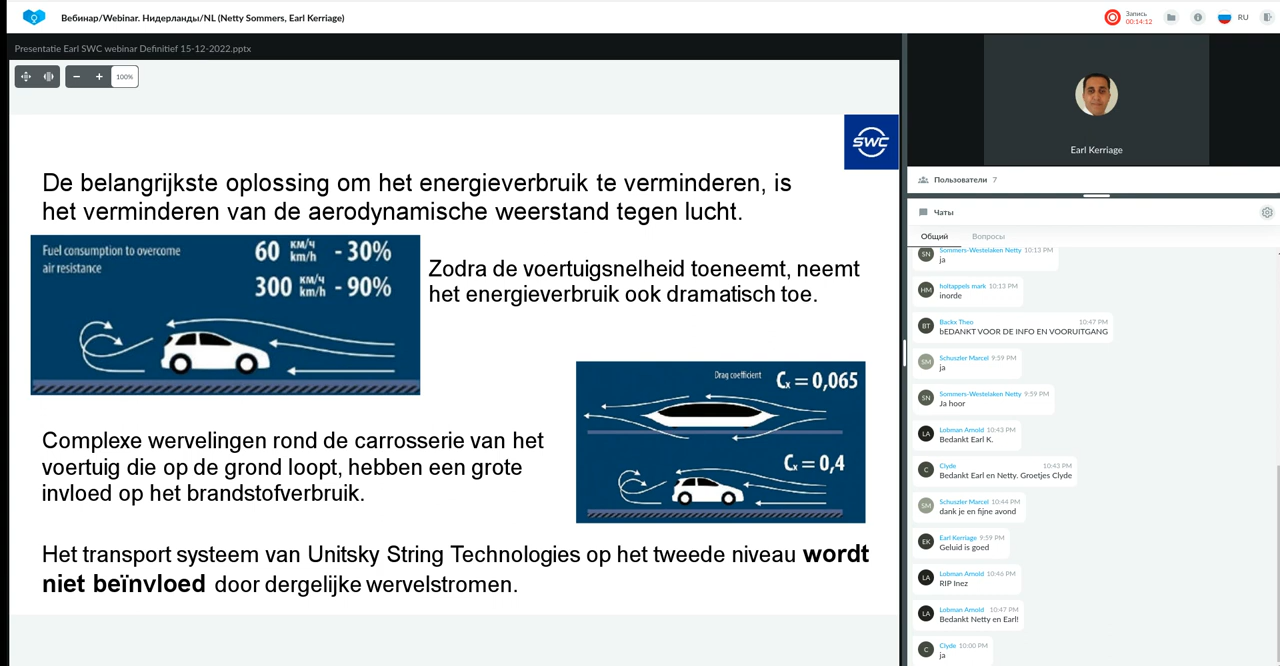 Вебинар/Webinar. Нидерланды/NL (Netty Sommers, Earl Kerriage)
Запись
00:14:12
RU
Presentatie Earl SWC webinar Definitief 15-12-2022.pptx
100%
SWC
De belangrijkste oplossing om het energieverbruik te verminderen, is
het verminderen van de aerodynamische weerstand tegen lucht.
Fuel consumption to overcome
air resistance
60 км/ч km/h - 30%
300 км/ч km/h - 90%
Zodra de voertuigsnelheid toeneemt, neemt
het energieverbruik ook dramatisch toe.
Drag coefficient Cx = 0,065
Cx = 0,4
Complexe wervelingen rond de carrosserie van het
voertuig die op de grond loopt, hebben een grote
invloed op het brandstofverbruik.
Het transport systeem van Unitsky String Technologies op het tweede niveau wordt
niet beïnvloed door dergelijke wervelstromen.
Earl Kerriage
Пользователи 7
Чаты
Общий Вопросы
SN Sommers-Westelaken Netty 10:13 PM
ja
HM holtappels mark 10:13 PM
inorde
BT Backx Theo 10:47 PM
bEDANKT VOOR DE INFO EN VOORUITGANG
SM Schuszler Marcel 9:59 PM
ja
SN Sommers-Westelaken Netty 9:59 PM
Ja hoor
LA Lobman Arnold 10:43 PM
Bedankt Earl K.
C Clyde 10:43 PM
Bedankt Earl en Netty. Groetjes Clyde
SM Schuszler Marcel 10:44 PM
dank je en fijne avond
EK Earl Kerriage 9:59 PM
Geluid is goed
LA Lobman Arnold 10:46 PM
RIP Inez
LA Lobman Arnold 10:47 PM
Bedankt Netty en Earl!
C Clyde 10:00 PM
ja